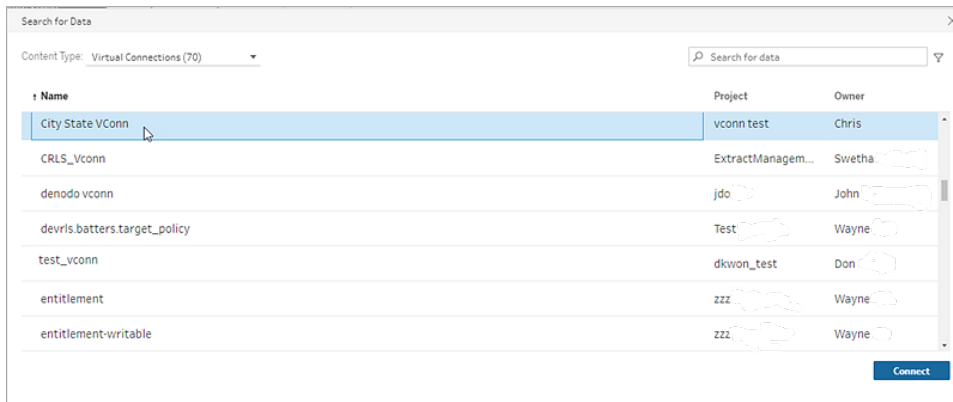 Search for Data
Content Type: Virtual Connections (70)
Search for data
↑ Name Project Owner
City State VConn vconn test Chris
CRLS_Vconn ExtractManagem... Swetha
denodo vconn jdo John
devrls.batters.target_policy Test Wayne
test_vconn dkwon_test Don
entitlement zzz Wayne
entitlement-writable zzz Wayne
Connect